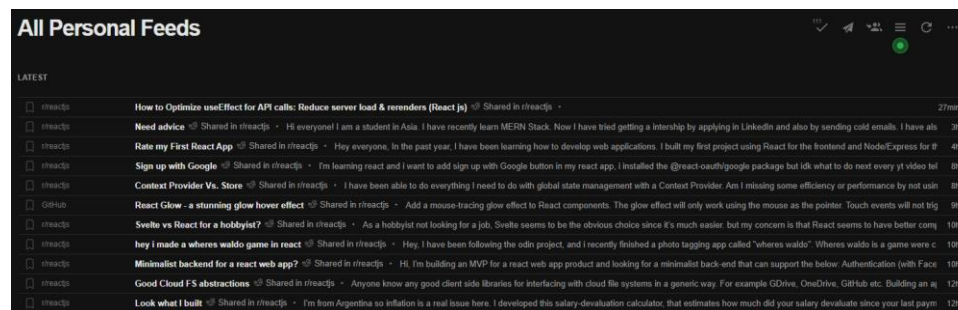 All Personal Feeds
LATEST
r/reactjs How to Optimize useEffect for API calls: Reduce server load & rerenders (React js) Shared in r/reactjs • 27min
r/reactjs Need advice Shared in r/reactjs • Hi everyone! I am a student in Asia. I have recently learn MERN Stack. Now I have tried getting a intership by applying in LinkedIn and also by sending cold emails. I have als 3h
r/reactjs Rate my First React App Shared in r/reactjs • Hey everyone, In the past year, I have been learning how to develop web applications. I built my first project using React for the frontend and Node/Express for th 4h
r/reactjs Sign up with Google Shared in r/reactjs • I'm learning react and i want to add sign up with Google button in my react app, i installed the @react-oauth/google package but idk what to do next every yt video tel 8h
r/reactjs Context Provider Vs. Store Shared in r/reactjs • I have been able to do everything I need to do with global state management with a Context Provider. Am I missing some efficiency or performance by not usin 8h
GitHub React Glow - a stunning glow hover effect Shared in r/reactjs • Add a mouse-tracing glow effect to React components. The glow effect will only work using the mouse as the pointer. Touch events will not trig 9h
r/reactjs Svelte vs React for a hobbyist? Shared in r/reactjs • As a hobbyist not looking for a job, Svelte seems to be the obvious choice since it's much easier. but my concern is that React seems to have better comp 10h
r/reactjs hey i made a wheres waldo game in react Shared in r/reactjs • Hey, I have been following the odin project, and i recently finished a photo tagging app called "wheres waldo". Wheres waldo is a game were c 10h
r/reactjs Minimalist backend for a react web app? Shared in r/reactjs • Hi, I'm building an MVP for a react web app product and looking for a minimalist back-end that can support the below: Authentication (with Face 10h
r/reactjs Good Cloud FS abstractions Shared in r/reactjs • Anyone know any good client side libraries for interfacing with cloud file systems in a generic way. For example GDrive, OneDrive, GitHub etc. Building an ap 12h
r/reactjs Look what I built Shared in r/reactjs • I'm from Argentina so inflation is a real issue here. I developed this salary-devaluation calculator, that estimates how much did your salary devaluate since your last paym 12h